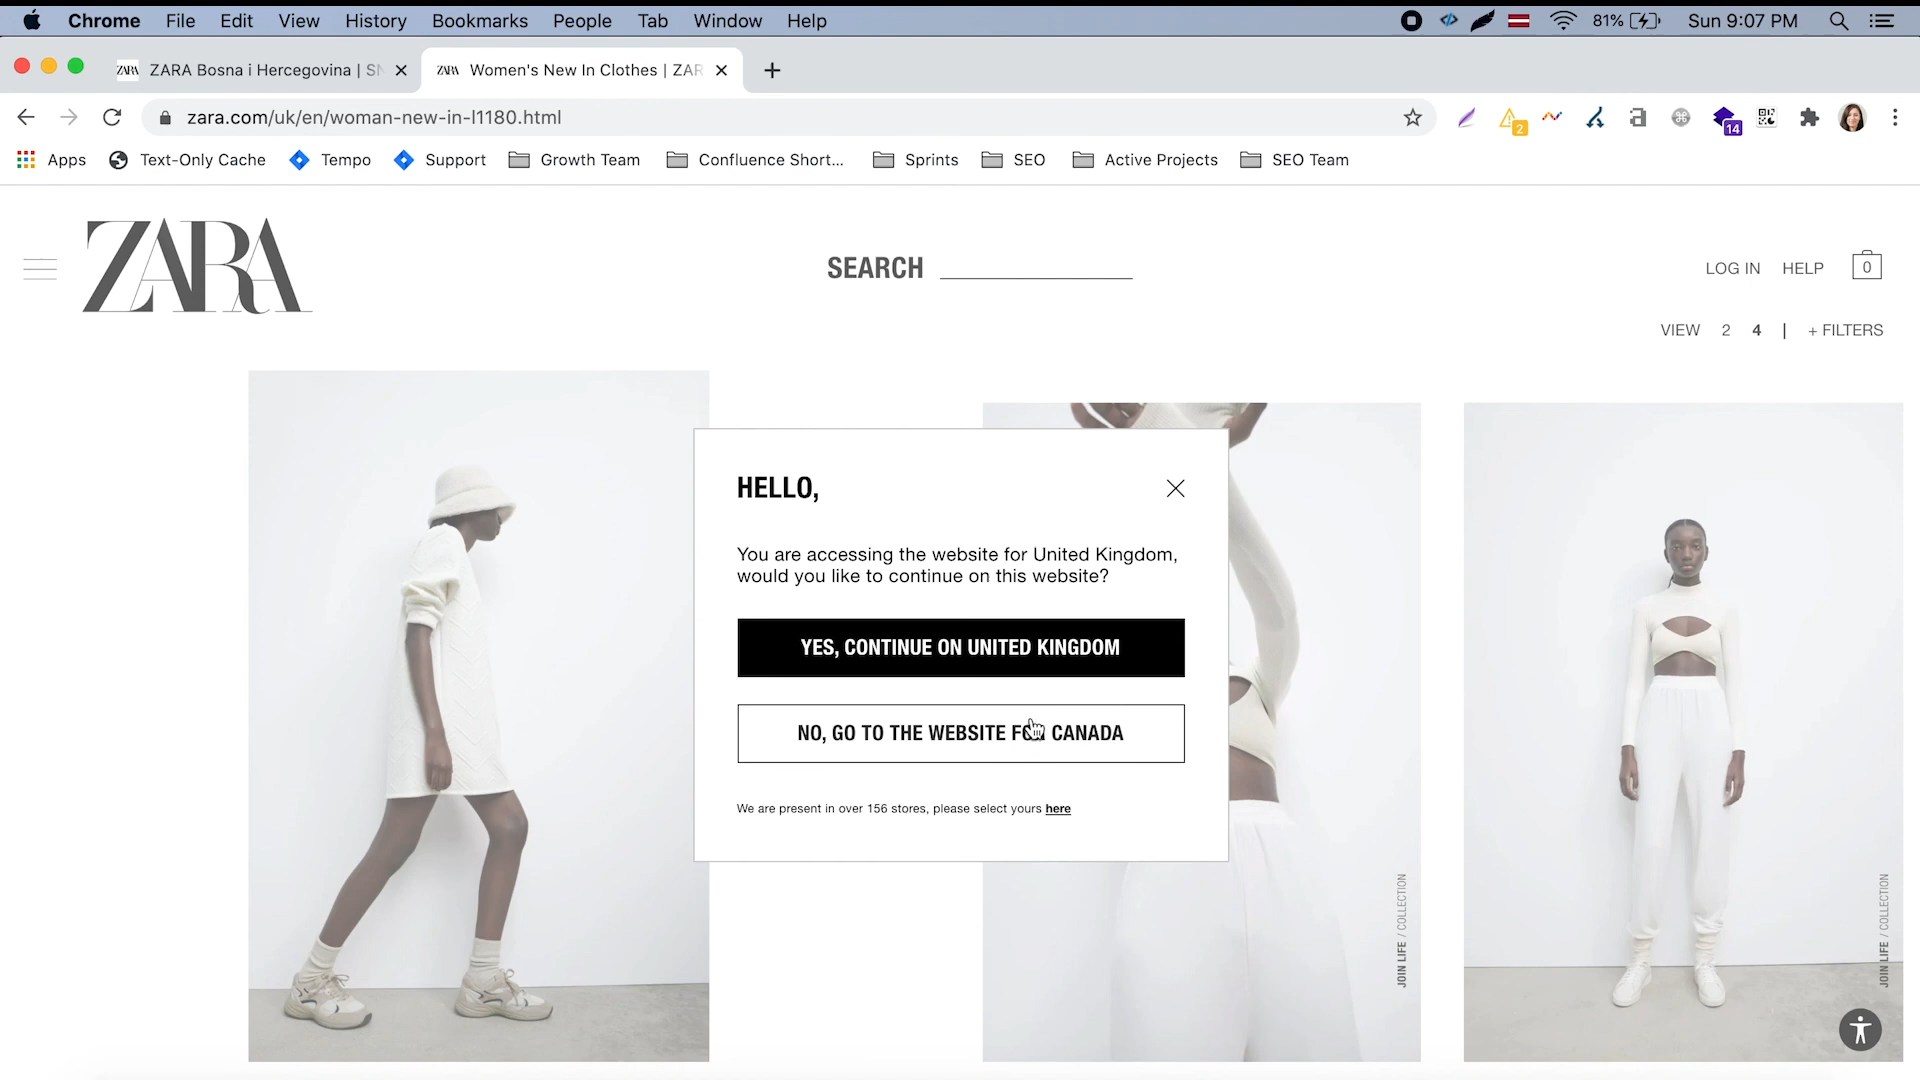 Chrome File Edit View History Bookmarks People Tab Window Help 81% Sun 9:07 PM
ZARA ZARA Bosna i Hercegovina | SN ZARA Women's New In Clothes | ZAR
zara.com/uk/en/woman-new-in-l1180.html 2 a 14
Apps Text-Only Cache Tempo Support Growth Team Confluence Short... Sprints SEO Active Projects SEO Team
ZARA
SEARCH
LOG IN HELP 0
VIEW 2 4 | + FILTERS
HELLO,
You are accessing the website for United Kingdom,
would you like to continue on this website?
YES, CONTINUE ON UNITED KINGDOM
NO, GO TO THE WEBSITE FOR CANADA
We are present in over 156 stores, please select yours here
JOIN LIFE / COLLECTION
JOIN LIFE / COLLECTION